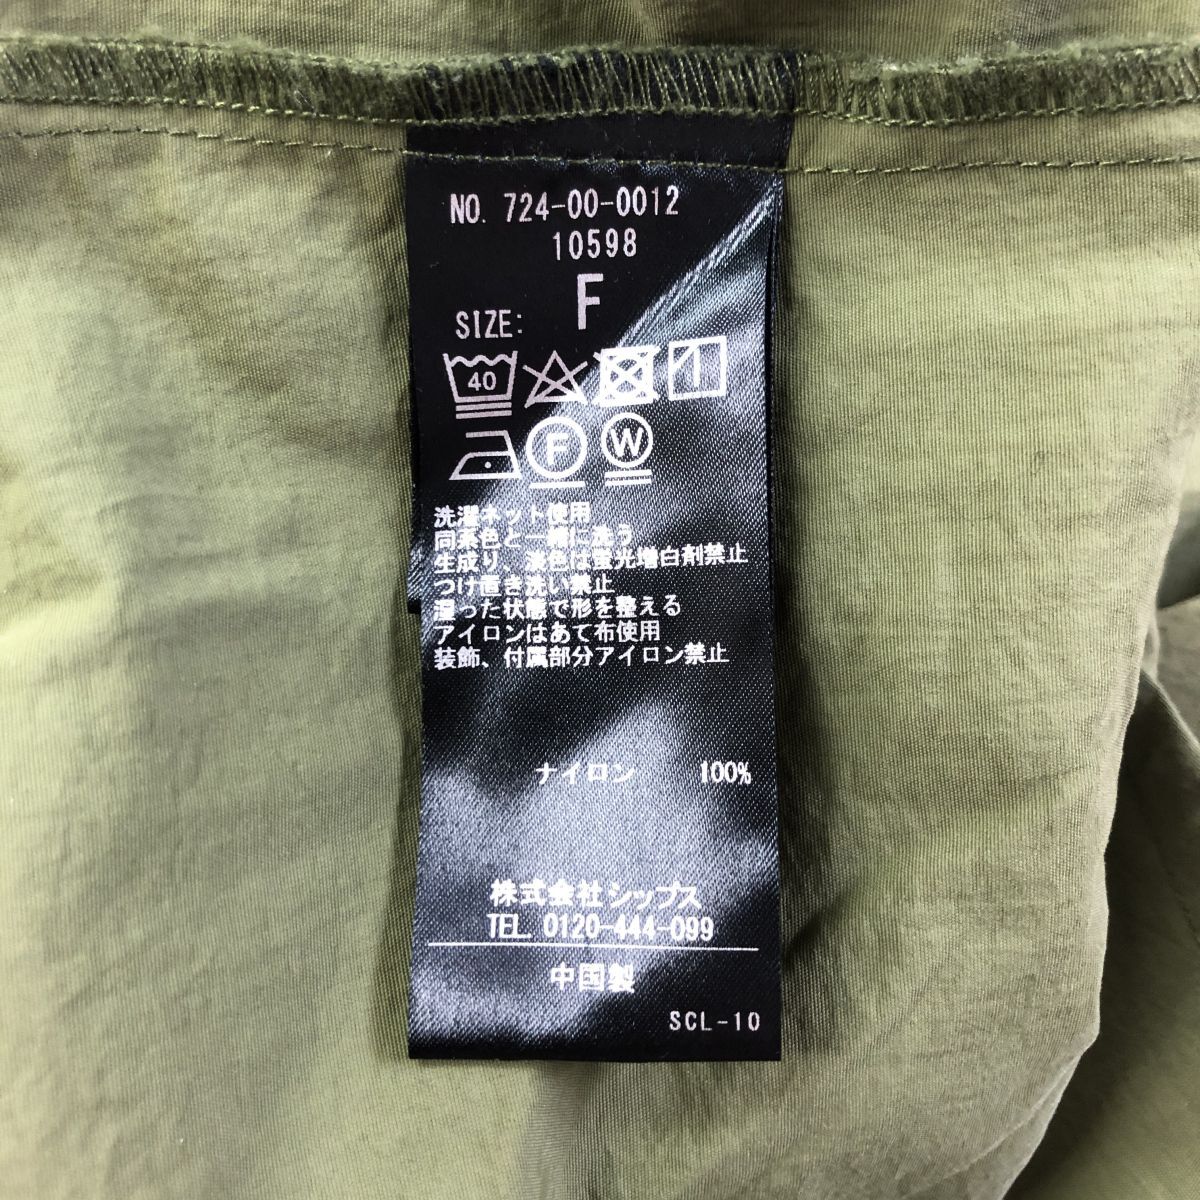 NO. 724-00-0012
10598
SIZE: F
40
F W
洗濯ネット使用
同系色と一緒に洗う
生成り、淡色は蛍光増白剤禁止
つけ置き洗い禁止
湿った状態で形を整える
アイロンはあて布使用
装飾、付属部分アイロン禁止
ナイロン 100%
株式会社シップス
TEL 0120-444-099
中国製
SCL-10